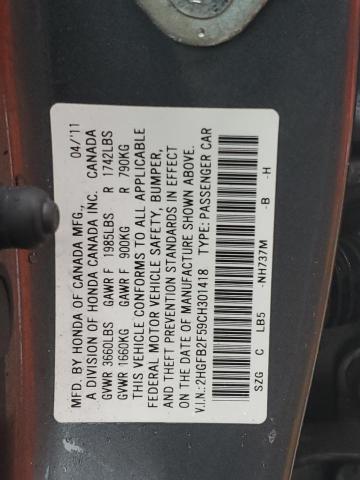 MFD. BY HONDA OF CANADA MFG., 04/'11
A DIVISION OF HONDA CANADA INC. CANADA
GVWR 3660LBS GAWR F 1985LBS R 1742LBS
GVWR 1660KG GAWR F 900KG R 790KG
THIS VEHICLE CONFORMS TO ALL APPLICABLE
FEDERAL MOTOR VEHICLE SAFETY, BUMPER,
AND THEFT PREVENTION STANDARDS IN EFFECT
ON THE DATE OF MANUFACTURE SHOWN ABOVE.
V.I.N.:2HGFB2F59CH301418 TYPE:PASSENGER CAR
SZG C LB5 -NH737M -B -H